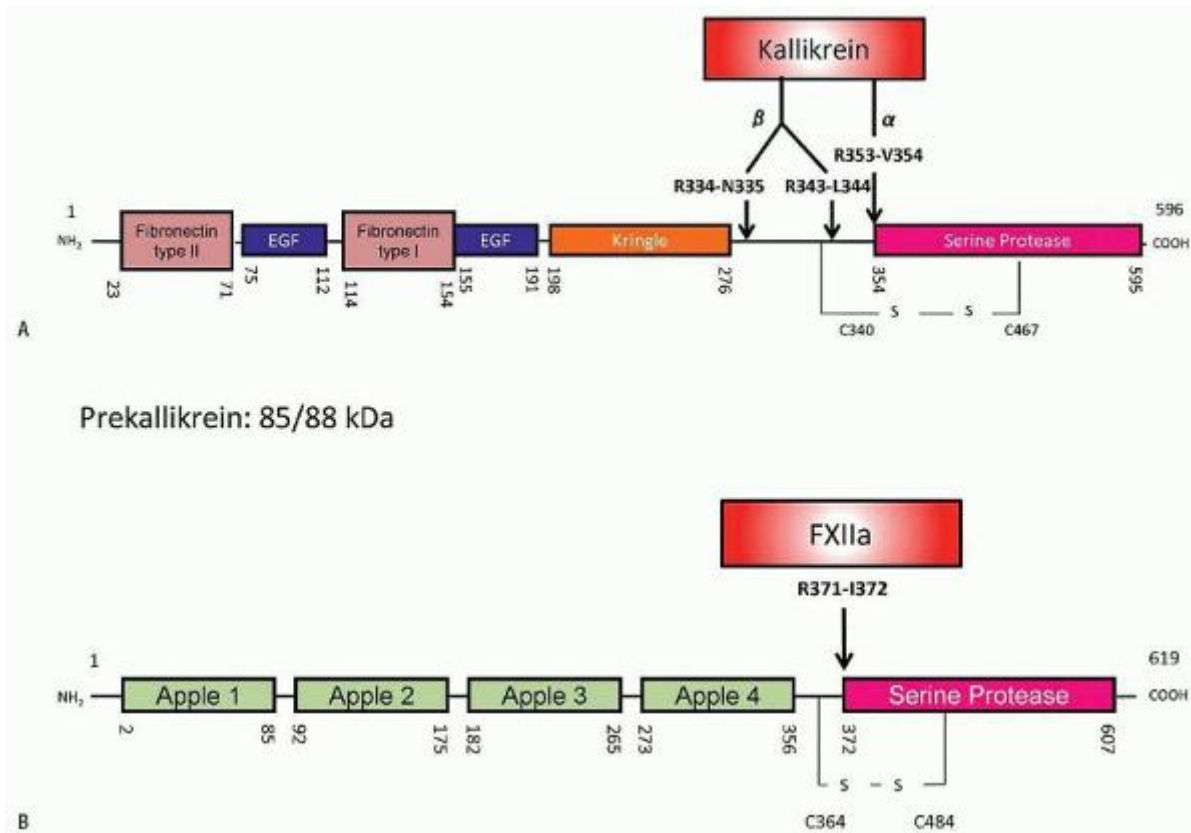 Kallikrein
β
α
R353-V354
R334-N335
R343-L344
1
596
NH2
Fibronectin
type II
EGF
Fibronectin
type I
EGF
Kringle
Serine Protease
COOH
23
71
75
112
114
154
155
191
198
276
354
595
S
S
C340
C467
A
Prekallikrein: 85/88 kDa
FXIIa
R371-I372
1
619
NH2
Apple 1
Apple 2
Apple 3
Apple 4
Serine Protease
COOH
2
85
92
175
182
265
273
356
372
607
S
S
C364
C484
B